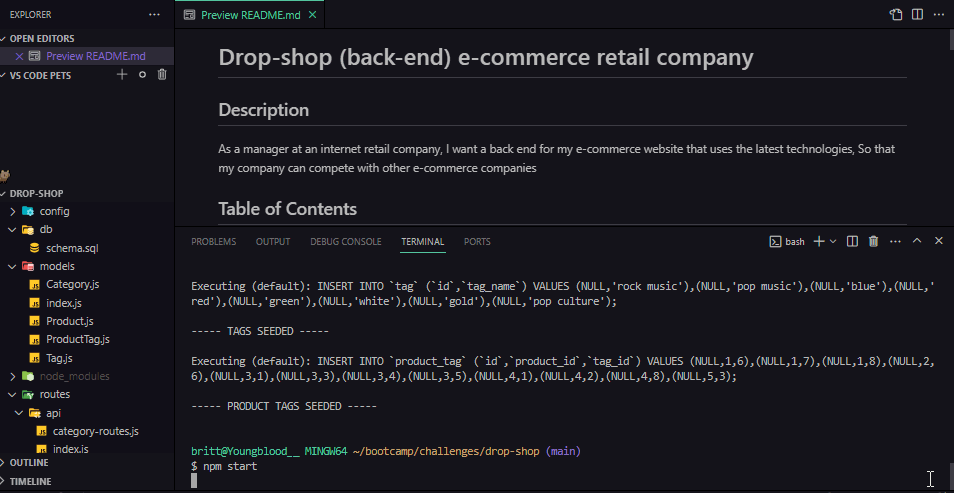 EXPLORER
OPEN EDITORS
Preview README.md
VS CODE PETS
DROP-SHOP
config
db
schema.sql
models
Category.js
index.js
Product.js
ProductTag.js
Tag.js
node_modules
routes
api
category-routes.js
index.js
OUTLINE
TIMELINE
Preview README.md
Drop-shop (back-end) e-commerce retail company
Description
As a manager at an internet retail company, I want a back end for my e-commerce website that uses the latest technologies, So that
my company can compete with other e-commerce companies
Table of Contents
PROBLEMS OUTPUT DEBUG CONSOLE TERMINAL PORTS
bash
Executing (default): INSERT INTO `tag` (`id`,`tag_name`) VALUES (NULL,'rock music'),(NULL,'pop music'),(NULL,'blue'),(NULL,'
red'),(NULL,'green'),(NULL,'white'),(NULL,'gold'),(NULL,'pop culture');
----- TAGS SEEDED -----
Executing (default): INSERT INTO `product_tag` (`id`,`product_id`,`tag_id`) VALUES (NULL,1,6),(NULL,1,7),(NULL,1,8),(NULL,2,
6),(NULL,3,1),(NULL,3,3),(NULL,3,4),(NULL,3,5),(NULL,4,1),(NULL,4,2),(NULL,4,8),(NULL,5,3);
----- PRODUCT TAGS SEEDED -----
britt@Youngblood__ MINGW64 ~/bootcamp/challenges/drop-shop (main)
$ npm start